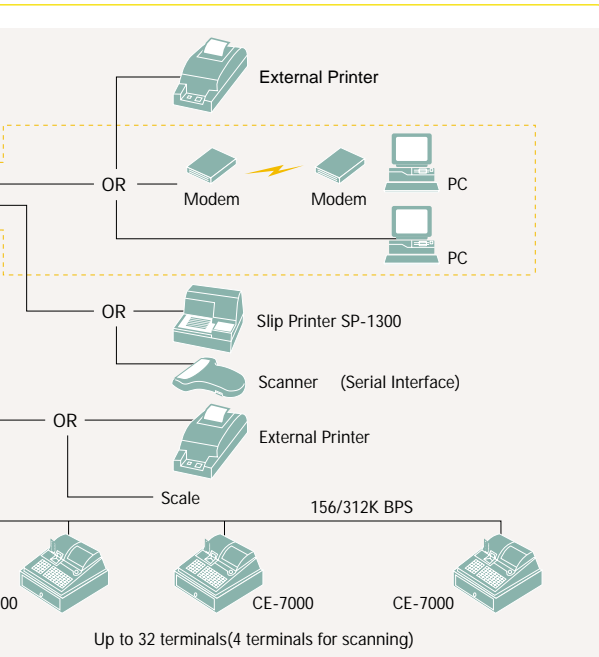 External Printer
OR
Modem
Modem
PC
PC
OR
Slip Printer SP-1300
Scanner (Serial Interface)
OR
External Printer
Scale
156/312K BPS
00
CE-7000
CE-7000
Up to 32 terminals(4 terminals for scanning)